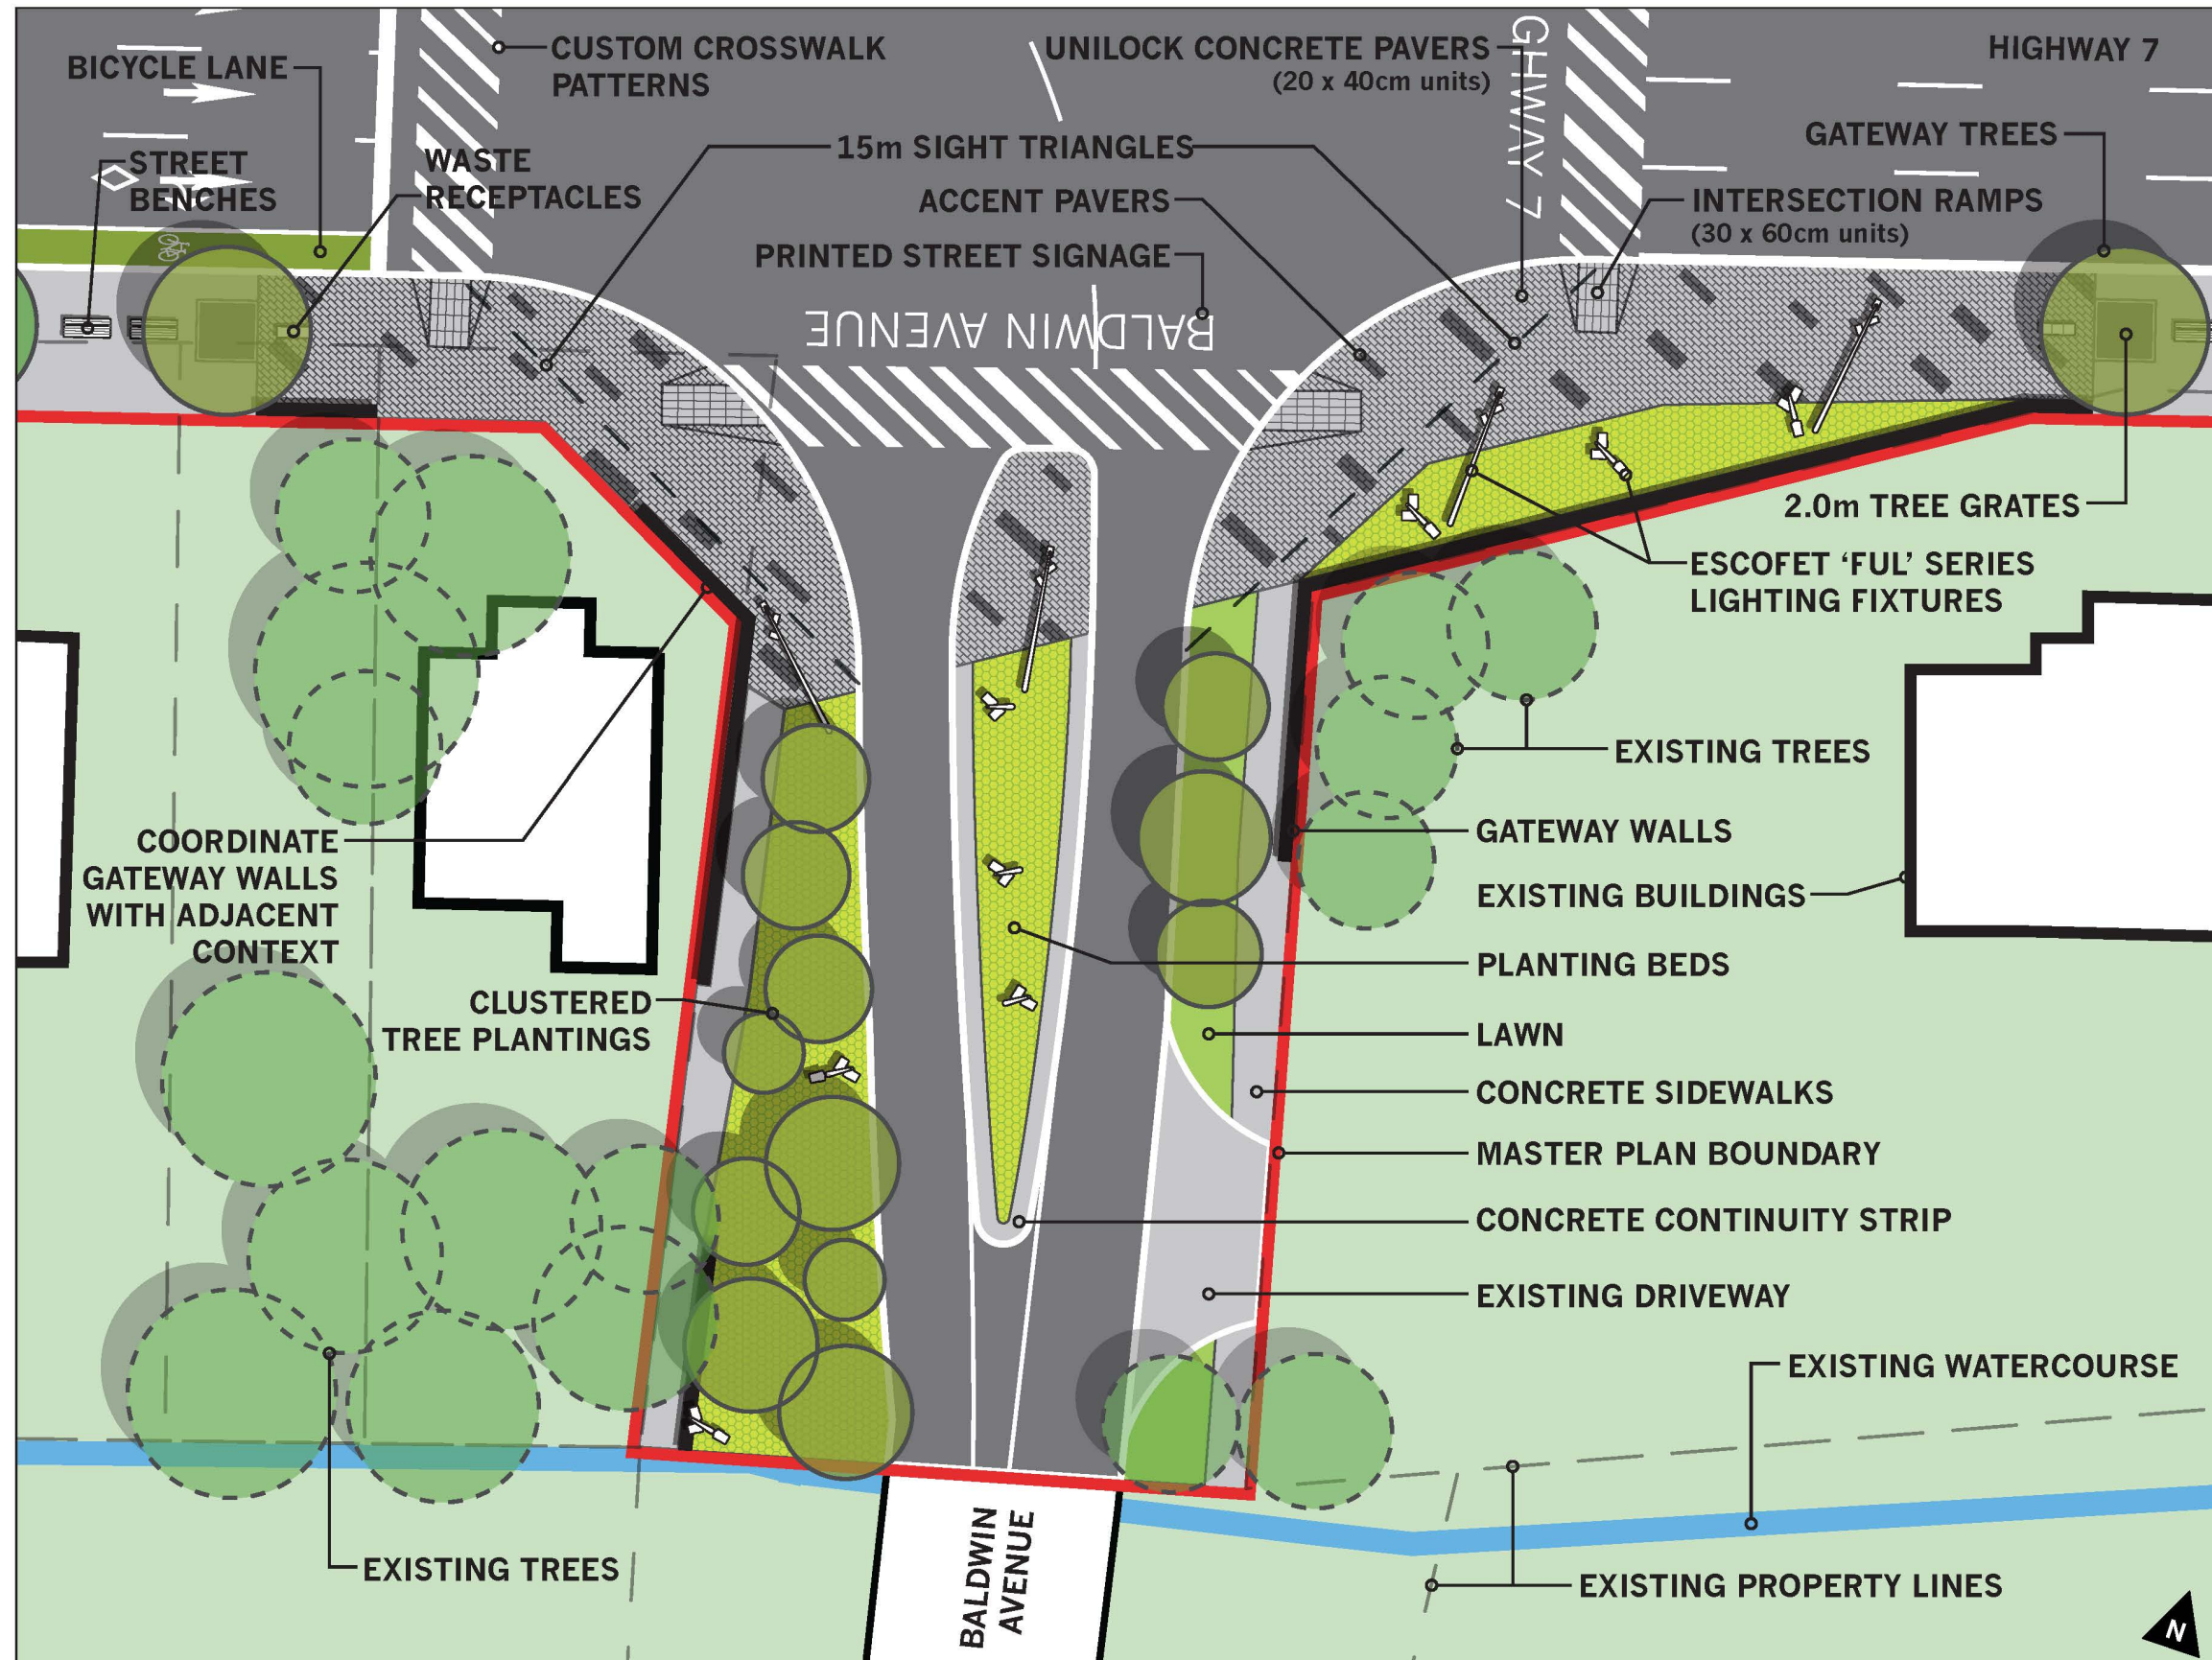 BICYCLE LANE
CUSTOM CROSSWALK
PATTERNS
UNILOCK CONCRETE PAVERS
(20 x 40cm units)
GHWAY 7
HIGHWAY 7
STREET
BENCHES
WASTE
RECEPTACLES
15m SIGHT TRIANGLES
GATEWAY TREES
ACCENT PAVERS
INTERSECTION RAMPS
(30 x 60cm units)
PRINTED STREET SIGNAGE
BALDWIN AVENUE
2.0m TREE GRATES
ESCOFET ‘FUL’ SERIES
LIGHTING FIXTURES
EXISTING TREES
COORDINATE
GATEWAY WALLS
WITH ADJACENT
CONTEXT
GATEWAY WALLS
EXISTING BUILDINGS
PLANTING BEDS
CLUSTERED
TREE PLANTINGS
LAWN
CONCRETE SIDEWALKS
MASTER PLAN BOUNDARY
CONCRETE CONTINUITY STRIP
EXISTING DRIVEWAY
EXISTING WATERCOURSE
EXISTING TREES
BALDWIN
AVENUE
EXISTING PROPERTY LINES
N